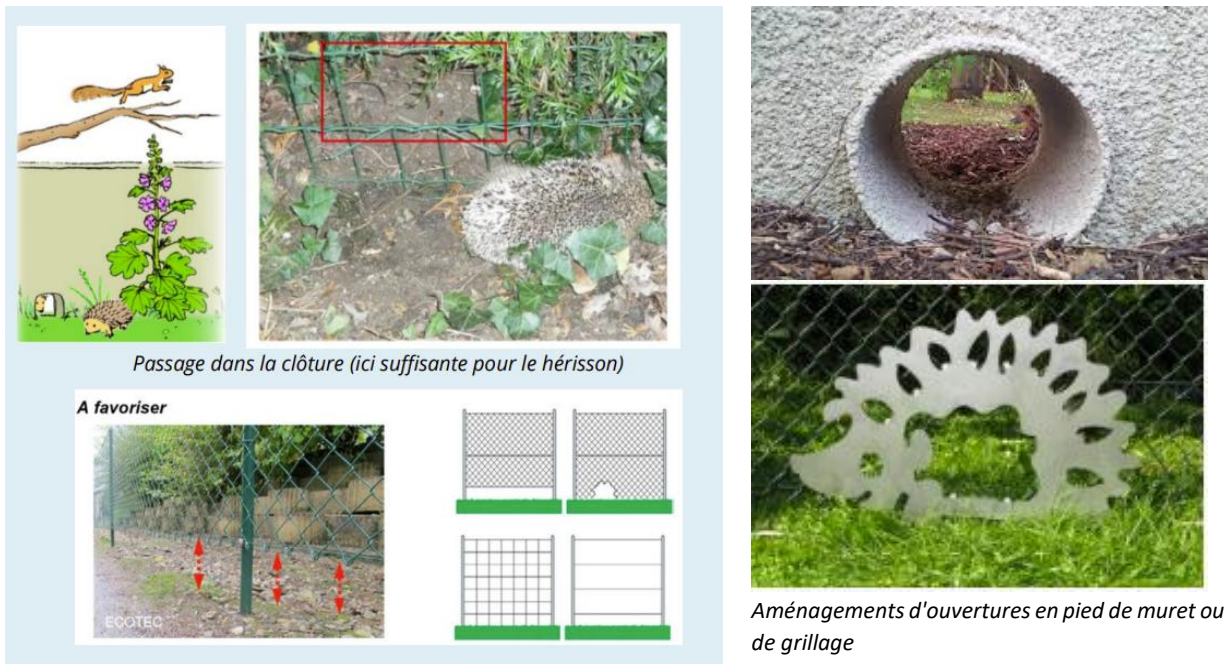 Passage dans la clôture (ici suffisante pour le hérisson)
A favoriser
ECOTEC
Aménagements d'ouvertures en pied de muret ou
de grillage